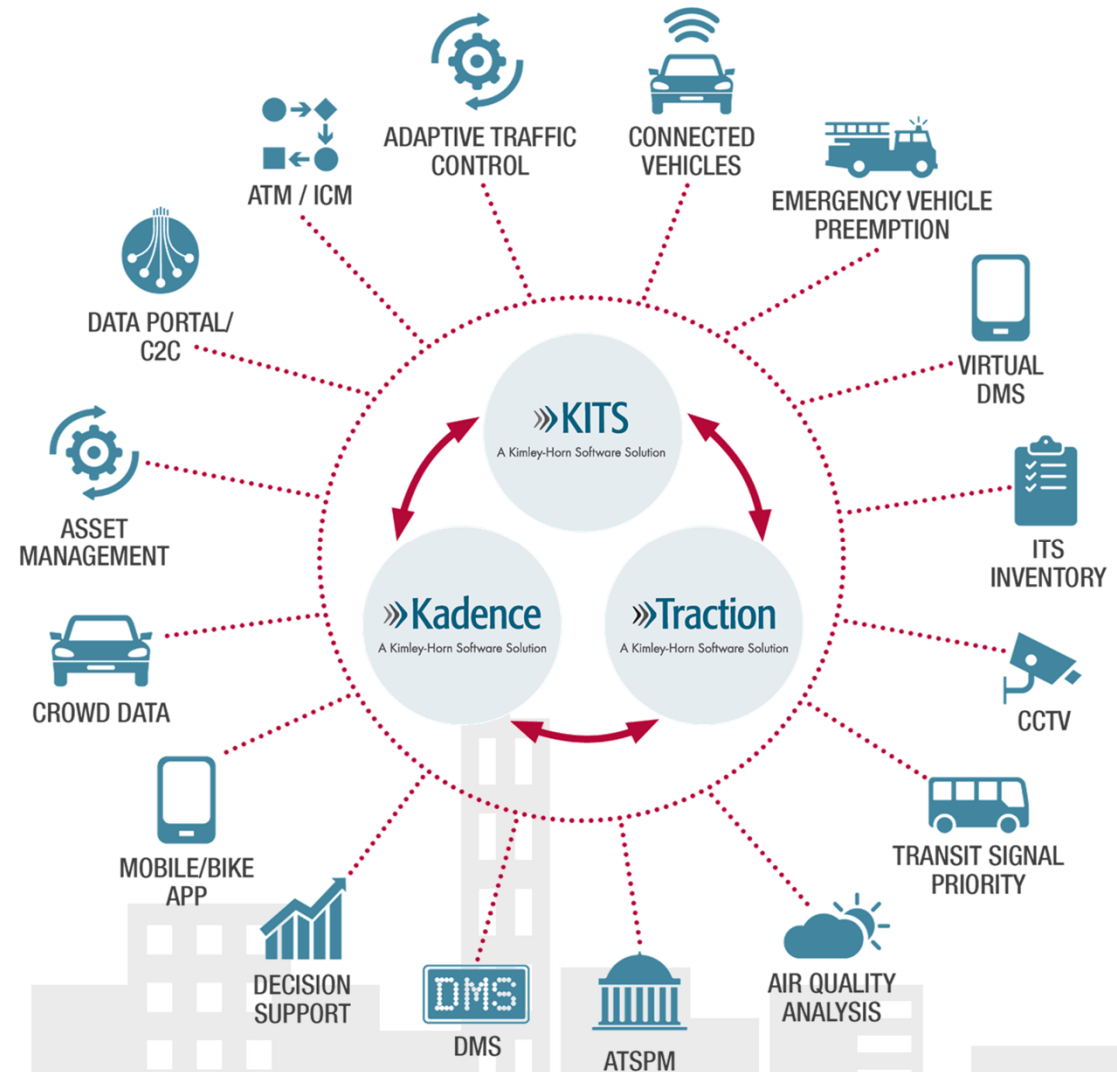 ADAPTIVE TRAFFIC
CONTROL
CONNECTED
VEHICLES
ATM / ICM
EMERGENCY VEHICLE
PREEMPTION
DATA PORTAL/
C2C
VIRTUAL
DMS
KITS
A Kimley-Horn Software Solution
ASSET
MANAGEMENT
ITS
INVENTORY
Kadence
A Kimley-Horn Software Solution
Traction
A Kimley-Horn Software Solution
CROWD DATA
CCTV
MOBILE/BIKE
APP
TRANSIT SIGNAL
PRIORITY
DECISION
SUPPORT
DMS
DMS
ATSPM
AIR QUALITY
ANALYSIS